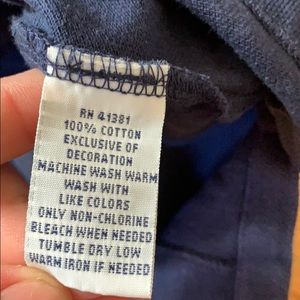 RN 41381
100% COTTON
EXCLUSIVE OF
DECORATION
MACHINE WASH WARM
WASH WITH
LIKE COLORS
ONLY NON-CHLORINE
BLEACH WHEN NEEDED
TUMBLE DRY LOW
WARM IRON IF NEEDED